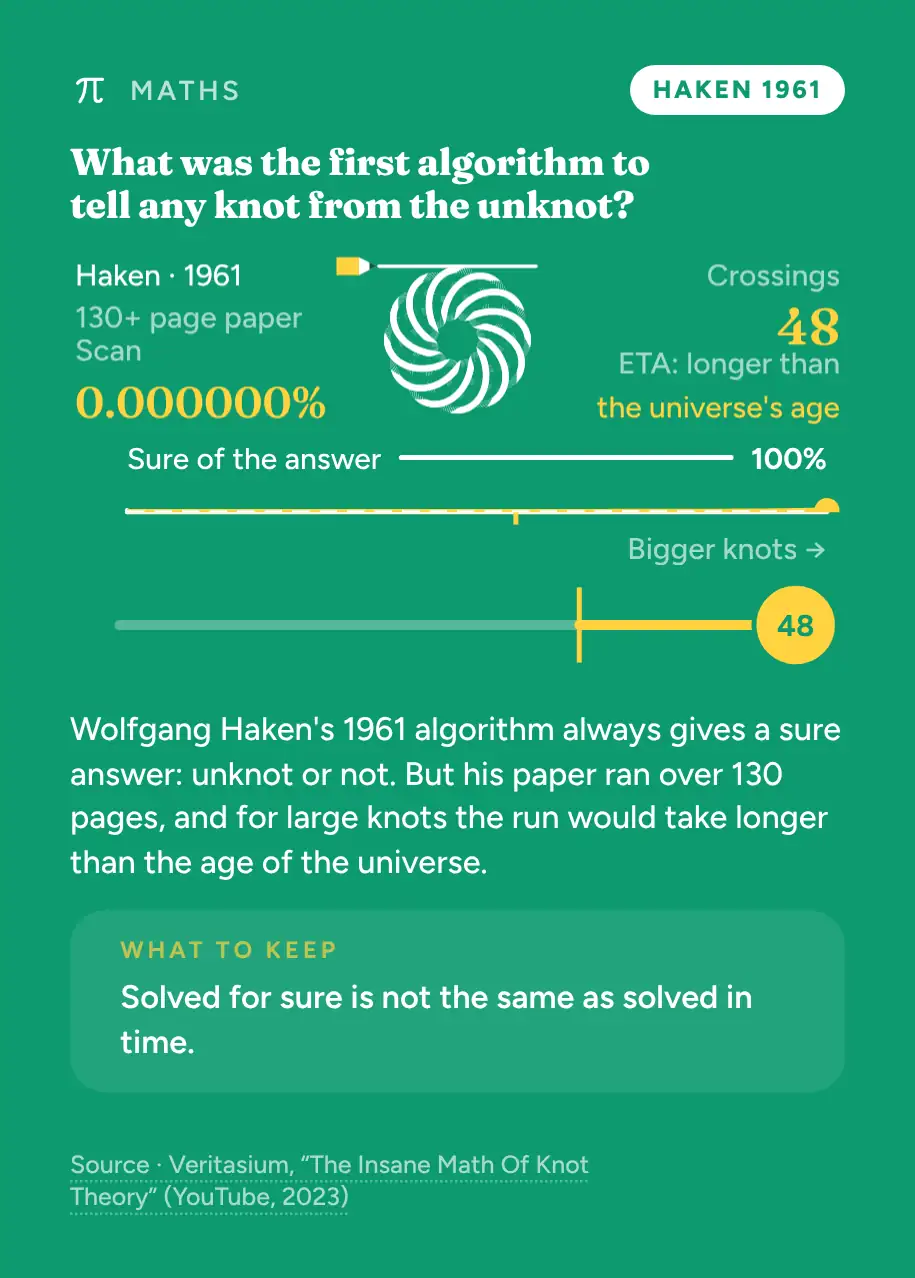 π MATHS
HAKEN 1961
What was the first algorithm to
tell any knot from the unknot?
Haken · 1961
130+ page paper
Scan
0.000000%
Crossings
48
ETA: longer than
the universe's age
Sure of the answer
100%
Bigger knots →
48
Wolfgang Haken's 1961 algorithm always gives a sure
answer: unknot or not. But his paper ran over 130
pages, and for large knots the run would take longer
than the age of the universe.
WHAT TO KEEP
Solved for sure is not the same as solved in
time.
Source · Veritasium, “The Insane Math Of Knot
Theory” (YouTube, 2023)